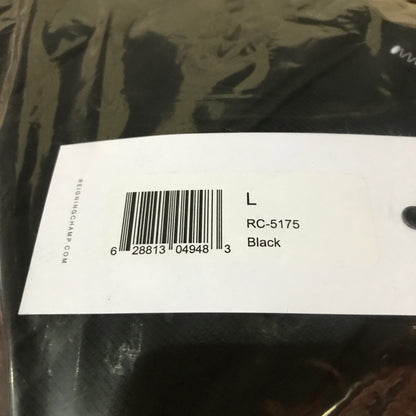 REIGNINGCHAMP.COM
L
RC-5175
Black
6 28813 04948 3